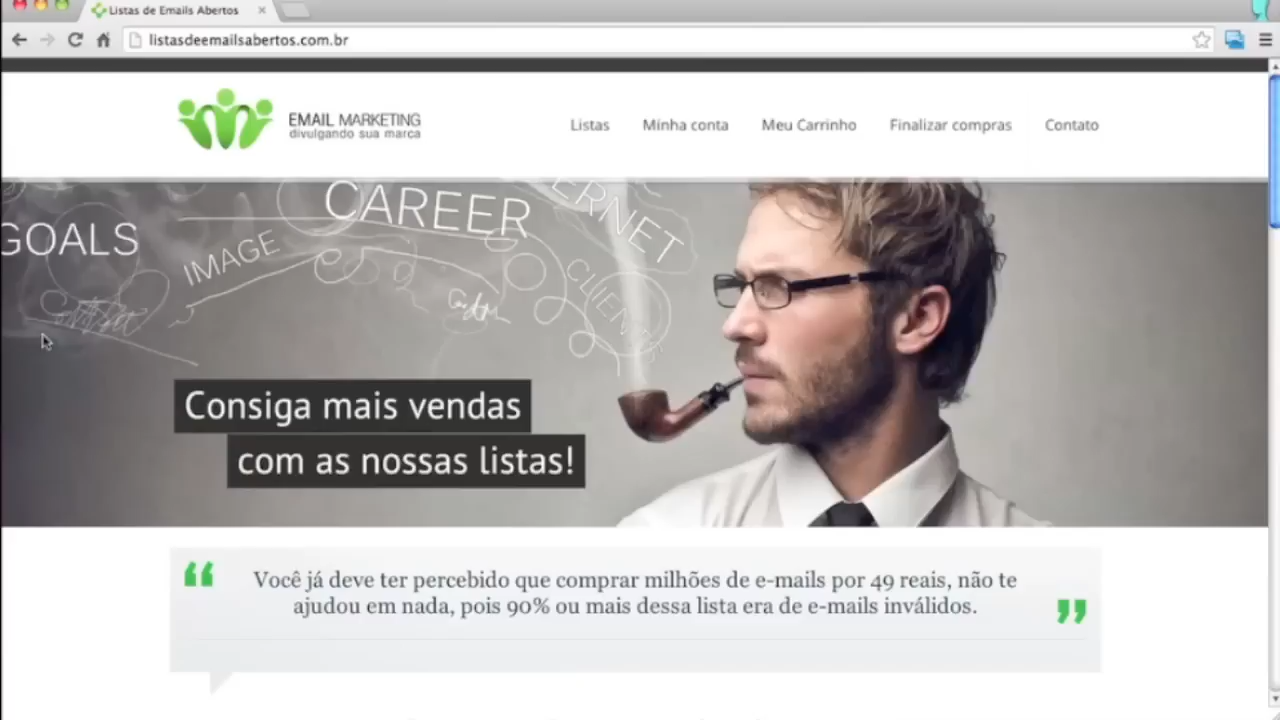 Listas de Emails Abertos
listasdeemailsabertos.com.br
EMAIL MARKETING
divulgando sua marca
Listas Minha conta Meu Carrinho Finalizar compras Contato
GOALS
IMAGE
CAREER
ERNET
CLIENT
Consiga mais vendas
com as nossas listas!
“ Você já deve ter percebido que comprar milhões de e-mails por 49 reais, não te
ajudou em nada, pois 90% ou mais dessa lista era de e-mails inválidos. ”